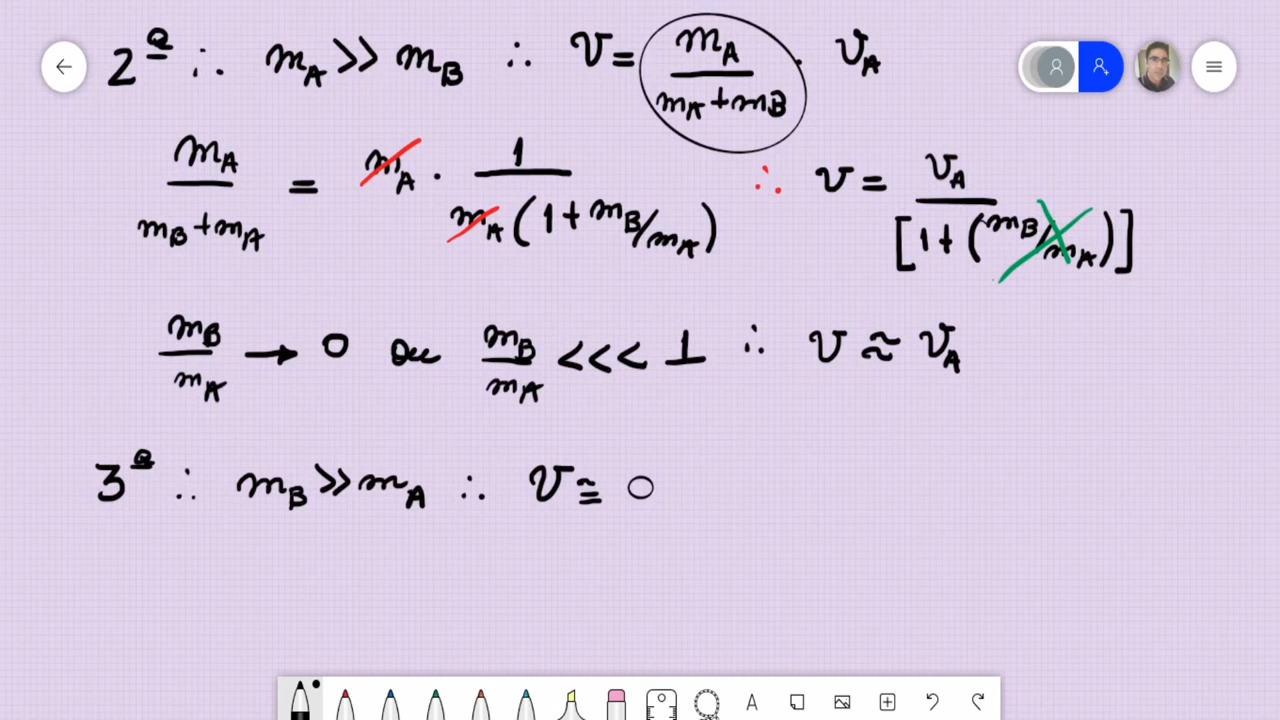 2ª ∴ mA >> mB ∴ v = mA/(mA+mB) . vA
mA/(mB+mA) = mA . 1/(mA(1+mB/mA)) ∴ v = vA/[1+(mB/mA)]
mB/mA → 0 ou mB/mA <<< 1 ∴ v ≈ vA
3ª ∴ mB >> mA ∴ v ≅ 0
A